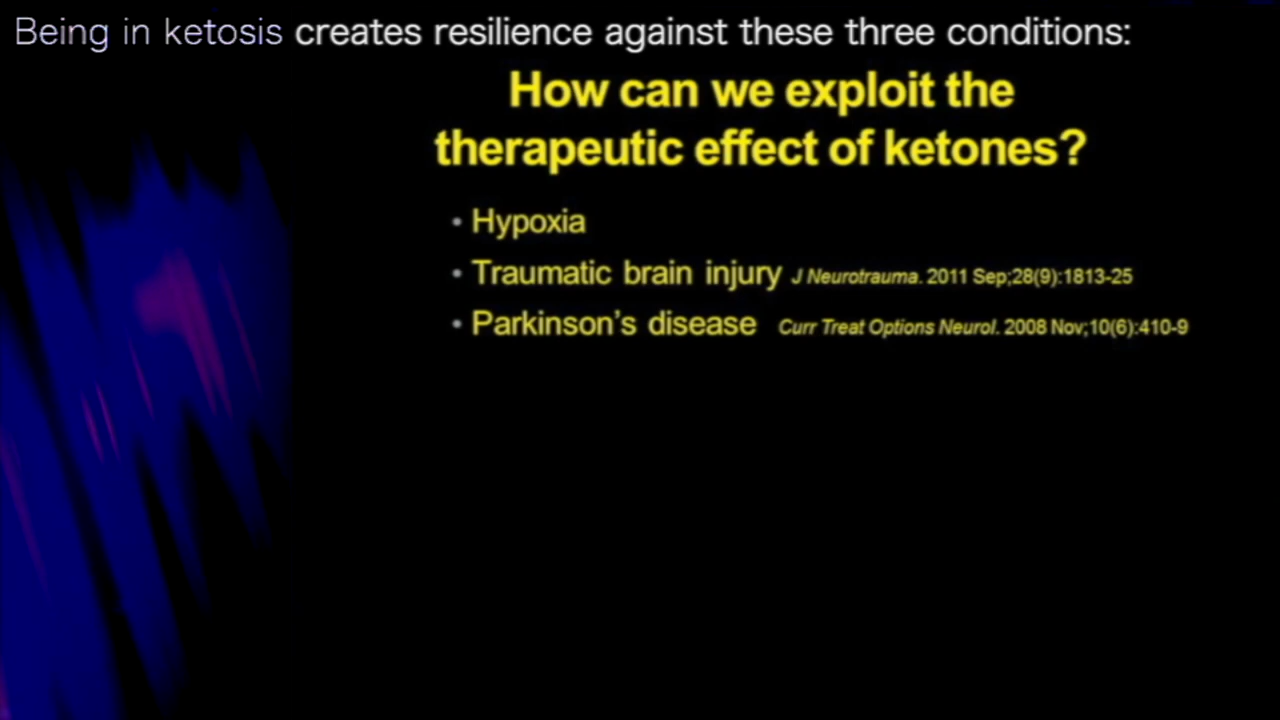 Being in ketosis creates resilience against these three conditions:
How can we exploit the
therapeutic effect of ketones?
• Hypoxia
• Traumatic brain injury J Neurotrauma. 2011 Sep;28(9):1813-25
• Parkinson's disease Curr Treat Options Neurol. 2008 Nov;10(6):410-9